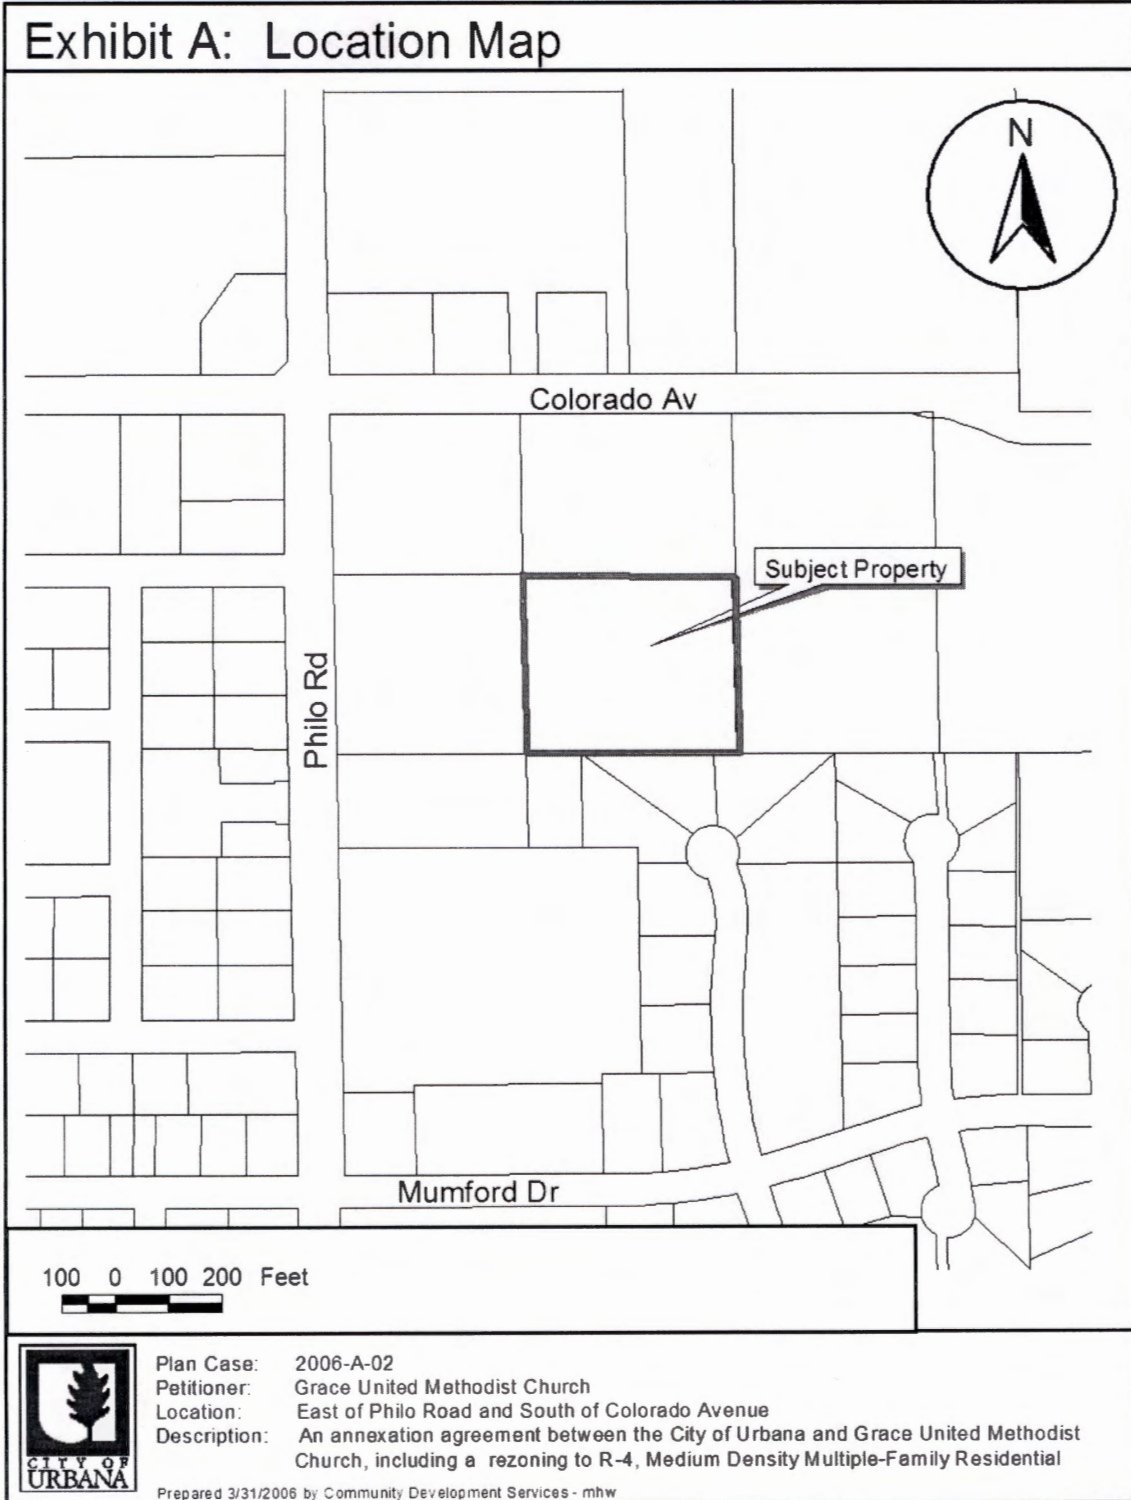 Exhibit A: Location Map
N
Colorado Av
Subject Property
Philo Rd
Mumford Dr
100 0 100 200 Feet
CITY OF
URBANA
Plan Case: 2006-A-02
Petitioner: Grace United Methodist Church
Location: East of Philo Road and South of Colorado Avenue
Description: An annexation agreement between the City of Urbana and Grace United Methodist
Church, including a rezoning to R-4, Medium Density Multiple-Family Residential
Prepared 3/31/2006 by Community Development Services - mhw